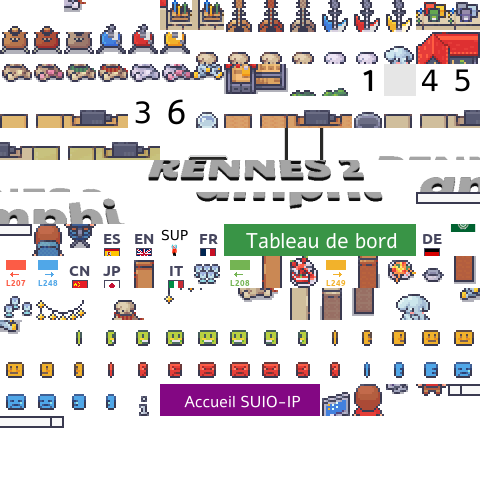 1 4 5
3 6
RENNES 2
amphi
ES EN SUP FR Tableau de bord DE
L207 L248 CN JP IT L208 L249
Accueil SUIO-IP